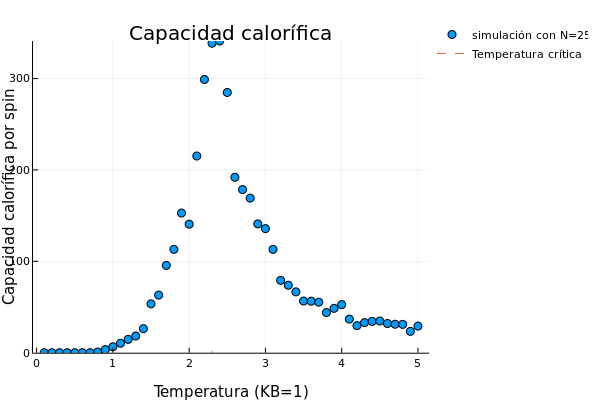 Capacidad calorífica
simulación con N=25
Temperatura crítica
Capacidad calorífica por spin
300
200
100
0
0 1 2 3 4 5
Temperatura (KB=1)